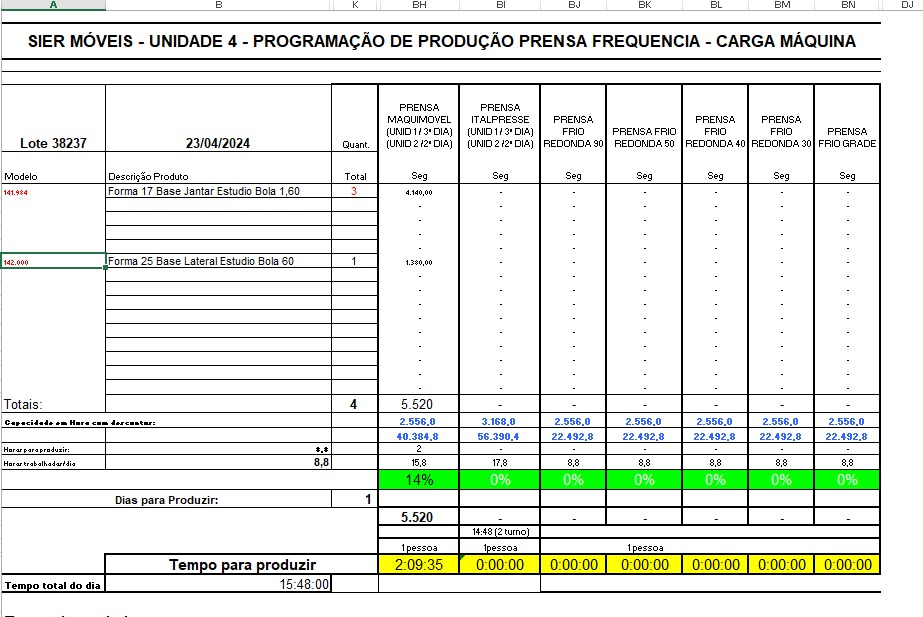 A B K BH BI BJ BK BL BM BN DJ
SIER MÓVEIS - UNIDADE 4 - PROGRAMAÇÃO DE PRODUÇÃO PRENSA FREQUENCIA - CARGA MÁQUINA
Lote 38237 23/04/2024 Quant. PRENSA MAQUIMOVEL (UNID 1 / 3ª DIA) (UNID 2 /2ª DIA) PRENSA ITALPRESSE (UNID 1 / 3ª DIA) (UNID 2 /2ª DIA) PRENSA FRIO REDONDA 90 PRENSA FRIO REDONDA 50 PRENSA FRIO REDONDA 40 PRENSA FRIO REDONDA 30 PRENSA FRIO GRADE
Modelo Descrição Produto Total Seg Seg Seg Seg Seg Seg Seg
141.984 Forma 17 Base Jantar Estudio Bola 1,60 3 4.140,00 - - - - - -
- - - - - - -
- - - - - - -
- - - - - - -
- - - - - - -
142.000 Forma 25 Base Lateral Estudio Bola 60 1 1.380,00 - - - - - -
- - - - - - -
- - - - - - -
- - - - - - -
- - - - - - -
- - - - - - -
- - - - - - -
- - - - - - -
- - - - - - -
- - - - - - -
Totais: 4 5.520 - - - - - -
Capacidade em Hora com descontar: 2.556,0 3.168,0 2.556,0 2.556,0 2.556,0 2.556,0 2.556,0
40.384,8 56.390,4 22.492,8 22.492,8 22.492,8 22.492,8 22.492,8
Horas para produzir: 8,8 2 - - - - - -
Horas trabalhadas/dia 8,8 15,8 17,8 8,8 8,8 8,8 8,8 8,8
14% 0% 0% 0% 0% 0% 0%
Dias para Produzir: 1
5.520 - - - - - -
14:48 (2 turno)
1pessoa 1pessoa 1pessoa
Tempo para produzir 2:09:35 0:00:00 0:00:00 0:00:00 0:00:00 0:00:00 0:00:00
Tempo total do dia 15:48:00